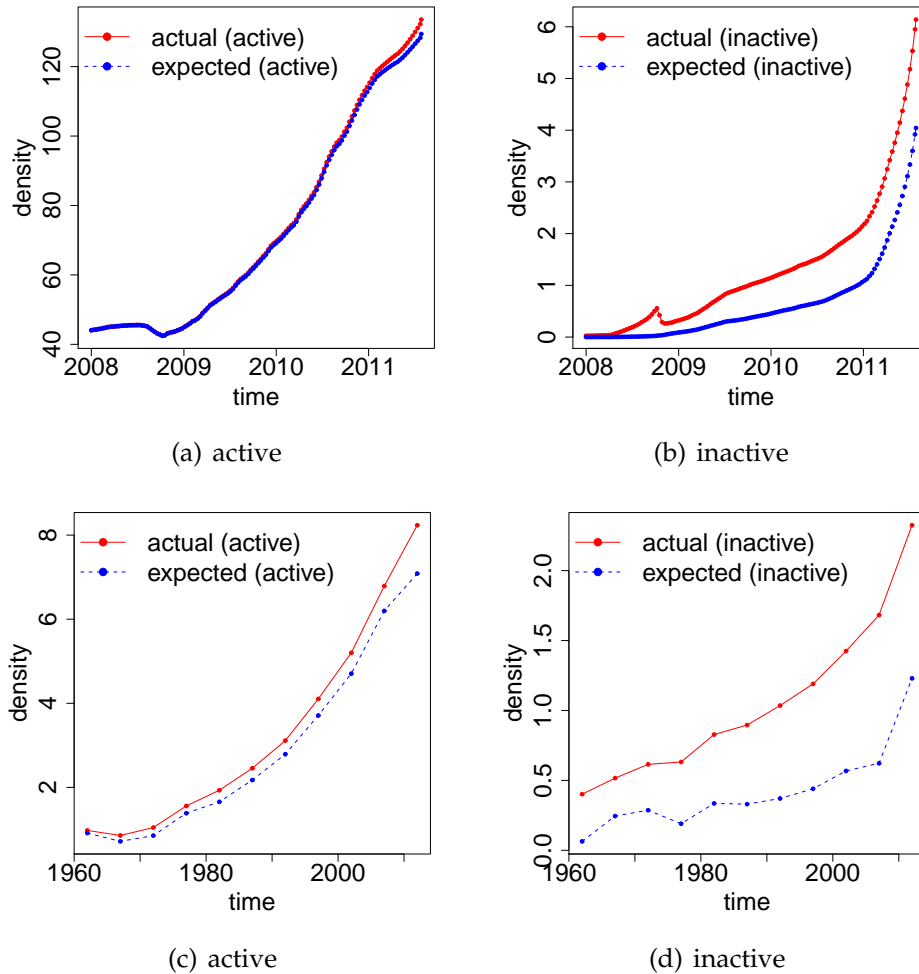 actual (active)
expected (active)
density
40 60 80 100 120
2008 2009 2010 2011
time
(a) active
actual (inactive)
expected (inactive)
density
0 1 2 3 4 5 6
2008 2009 2010 2011
time
(b) inactive
actual (active)
expected (active)
density
2 4 6 8
1960 1980 2000
time
(c) active
actual (inactive)
expected (inactive)
density
0.0 0.5 1.0 1.5 2.0
1960 1980 2000
time
(d) inactive